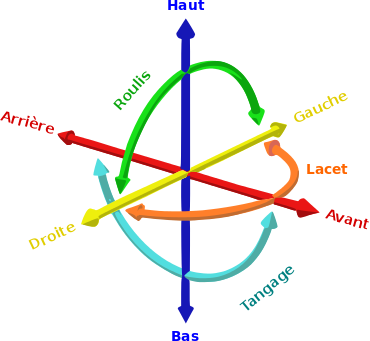 Haut
Roulis
Gauche
Arrière
Lacet
Avant
Droite
Tangage
Bas